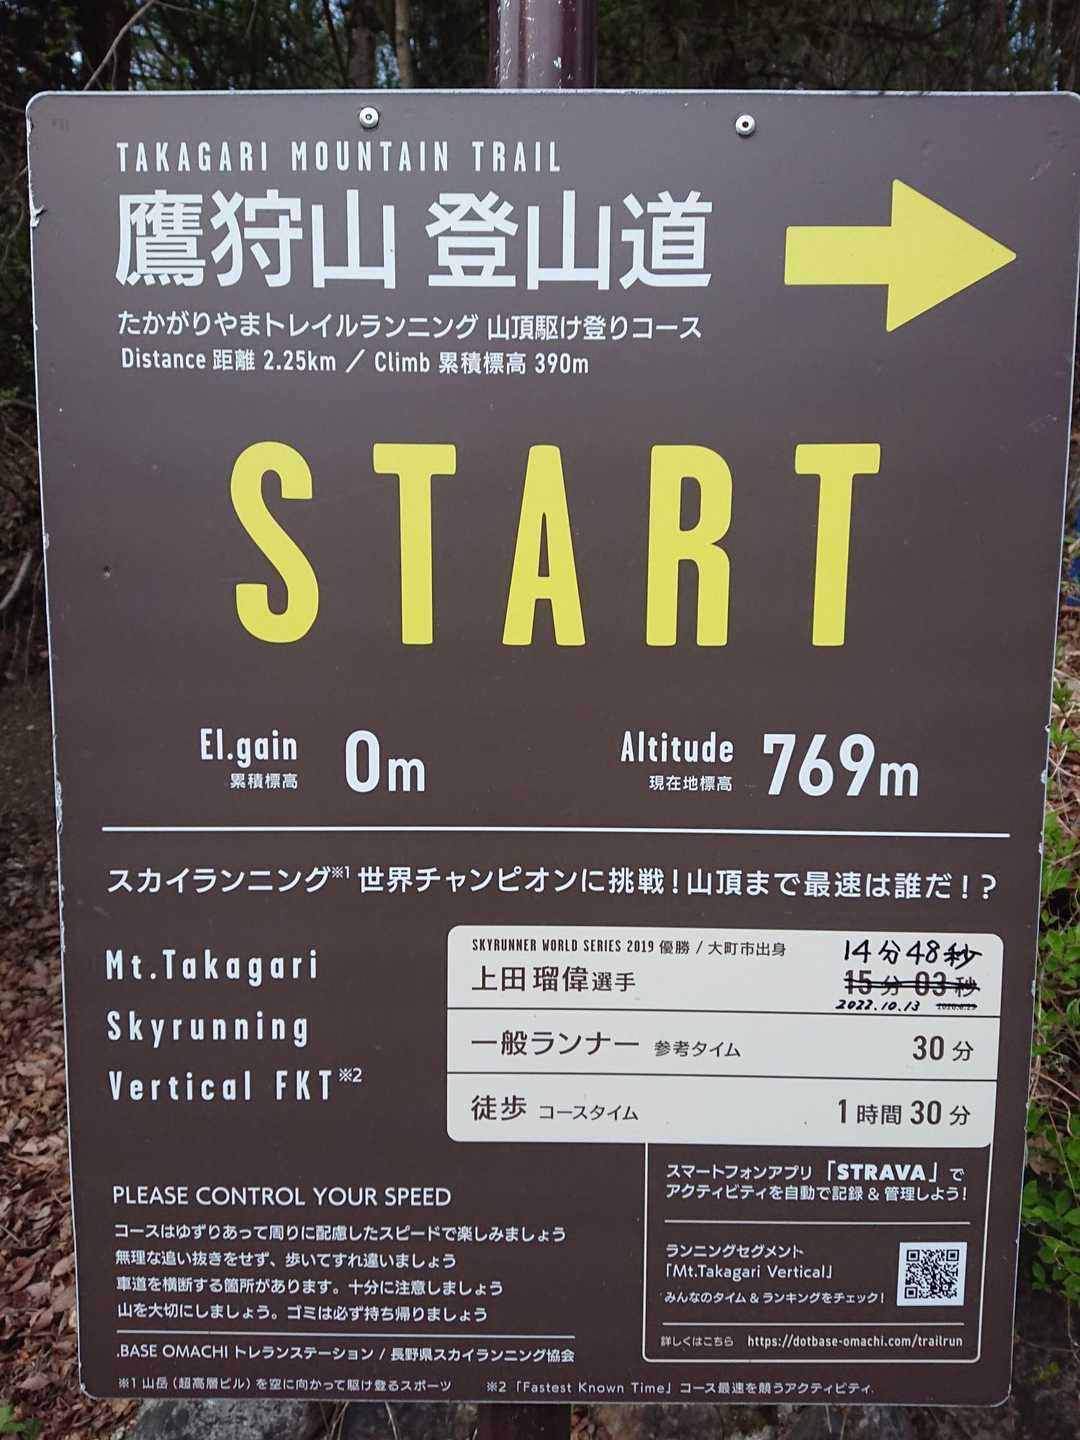 TAKAGARI MOUNTAIN TRAIL
鷹狩山 登山道
たかがりやまトレイルランニング 山頂駆け登りコース
Distance 距離 2.25km ／ Climb 累積標高 390m
START
El.gain 0m
累積標高
Altitude 769m
現在地標高
スカイランニング※1 世界チャンピオンに挑戦！山頂まで最速は誰だ！？
Mt.Takagari
Skyrunning
Vertical FKT※2
SKYRUNNER WORLD SERIES 2019 優勝 / 大町市出身
上田 瑠偉選手
14分48秒
15分03秒
2022.10.13
一般ランナー 参考タイム 30分
徒歩 コースタイム 1時間30分
PLEASE CONTROL YOUR SPEED
コースはゆずりあって周りに配慮したスピードで楽しみましょう
無理な追い抜きをせず、歩いてすれ違いましょう
車道を横断する箇所があります。十分に注意しましょう
山を大切にしましょう。ゴミは必ず持ち帰りましょう
.BASE OMACHI トレランステーション / 長野県スカイランニング協会
スマートフォンアプリ「STRAVA」で
アクティビティを自動で記録 & 管理しよう！
ランニングセグメント
「Mt.Takagari Vertical」
みんなのタイム & ランキングをチェック！
詳しくはこちら https://dotbase-omachi.com/trailrun
※1 山岳（超高層ビル）を空に向かって駆け登るスポーツ ※2「Fastest Known Time」コース最速を競うアクティビティ